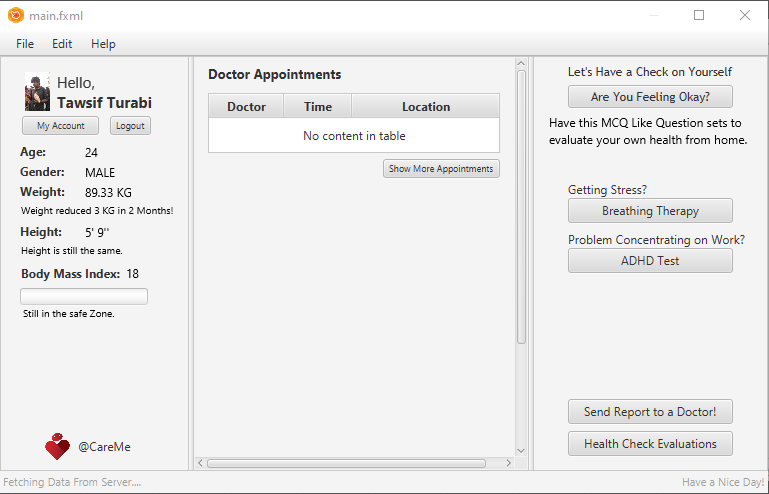 main.fxml
File Edit Help
Hello,
Tawsif Turabi
My Account Logout
Age: 24
Gender: MALE
Weight: 89.33 KG
Weight reduced 3 KG in 2 Months!
Height: 5' 9''
Height is still the same.
Body Mass Index: 18
Still in the safe Zone.
@CareMe
Doctor Appointments
Doctor Time Location
No content in table
Show More Appointments
Let's Have a Check on Yourself
Are You Feeling Okay?
Have this MCQ Like Question sets to
evaluate your own health from home.
Getting Stress?
Breathing Therapy
Problem Concentrating on Work?
ADHD Test
Send Report to a Doctor!
Health Check Evaluations
Fetching Data From Server.... Have a Nice Day!